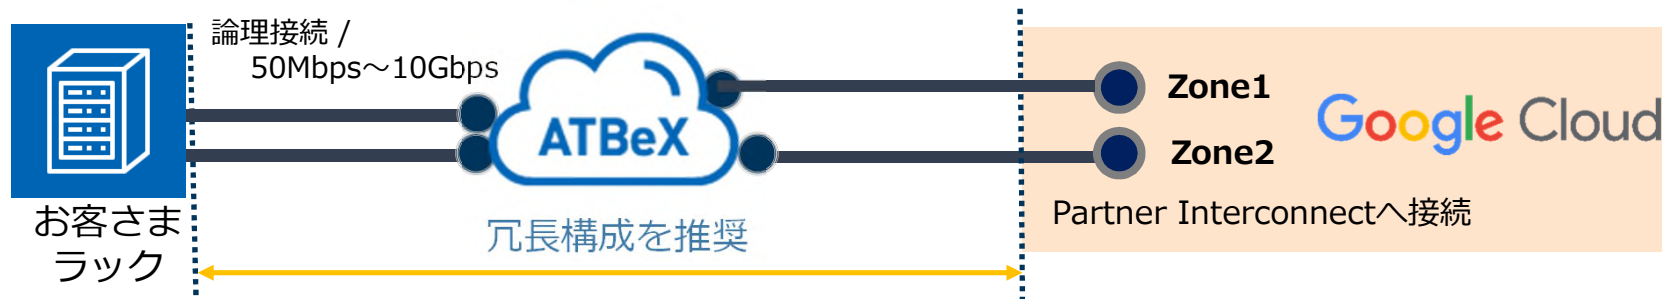 論理接続 /
50Mbps～10Gbps
ATBeX
Zone1
Zone2
Google Cloud
お客さま
ラック
冗長構成を推奨
Partner Interconnectへ接続